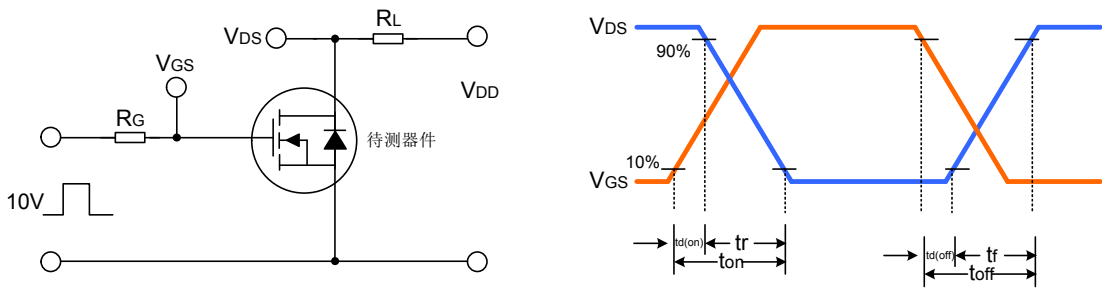 VDS
RL
VGS
VDD
RG
待测器件
10V
VDS
90%
10%
VGS
td(on)
tr
ton
td(off)
tf
toff